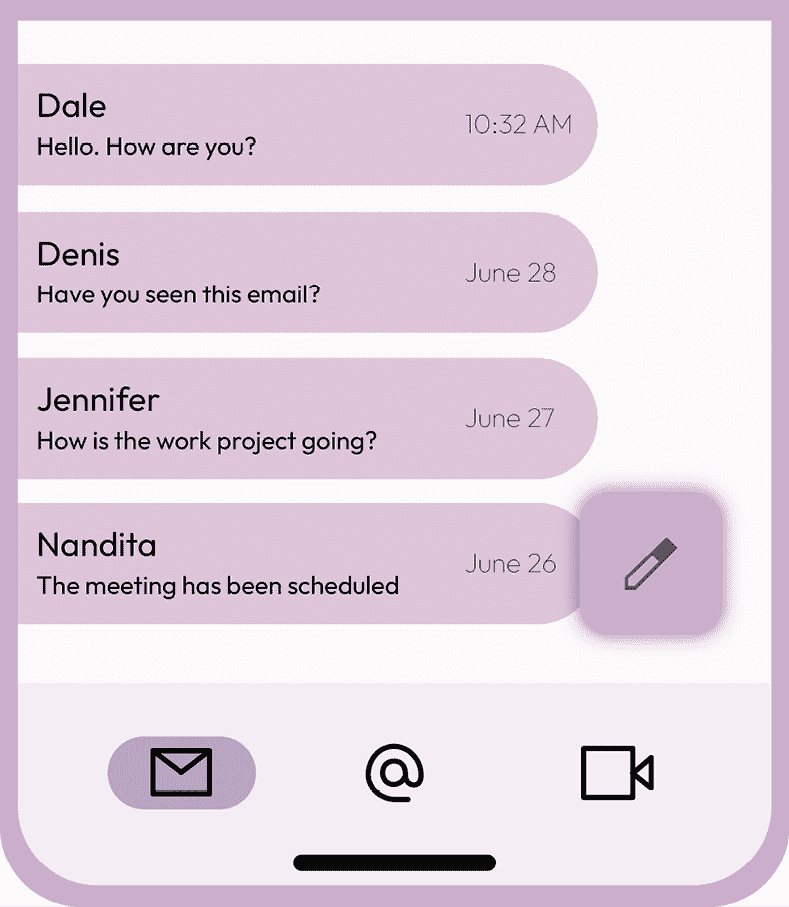 Dale
10:32 AM
Hello. How are you?
Denis
June 28
Have you seen this email?
Jennifer
June 27
How is the work project going?
Nandita
June 26
The meeting has been scheduled